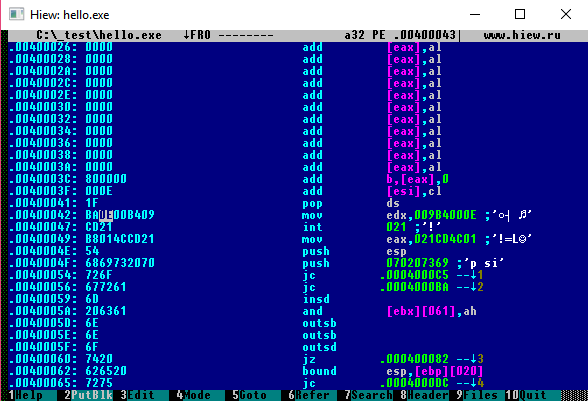 Hiew: hello.exe
C:\_test\hello.exe ↓FRO -------- a32 PE .00400043| www.hiew.ru
.00400026: 0000 add [eax],al
.00400028: 0000 add [eax],al
.0040002A: 0000 add [eax],al
.0040002C: 0000 add [eax],al
.0040002E: 0000 add [eax],al
.00400030: 0000 add [eax],al
.00400032: 0000 add [eax],al
.00400034: 0000 add [eax],al
.00400036: 0000 add [eax],al
.00400038: 0000 add [eax],al
.0040003A: 0000 add [eax],al
.0040003C: 800000 add b,[eax],0
.0040003F: 000E add [esi],cl
.00400041: 1F pop ds
.00400042: BA0E00B409 mov edx,009B4000E ;'○┤ ♫'
.00400047: CD21 int 021 ;'!'
.00400049: B8014CCD21 mov eax,021CD4C01 ;'!=L☺'
.0040004E: 54 push esp
.0040004F: 6869732070 push 070207369 ;'p si'
.00400054: 726F jc .0004000C5 --↓1
.00400056: 677261 jc .0004000BA --↓2
.00400059: 6D insd
.0040005A: 206361 and [ebx][061],ah
.0040005D: 6E outsb
.0040005E: 6E outsb
.0040005F: 6F outsd
.00400060: 7420 jz .000400082 --↓3
.00400062: 626520 bound esp,[ebp][020]
.00400065: 7275 jc .0004000DC --↓4
1Help 2PutBlk 3Edit 4Mode 5Goto 6Refer 7Search 8Header 9Files 10Quit